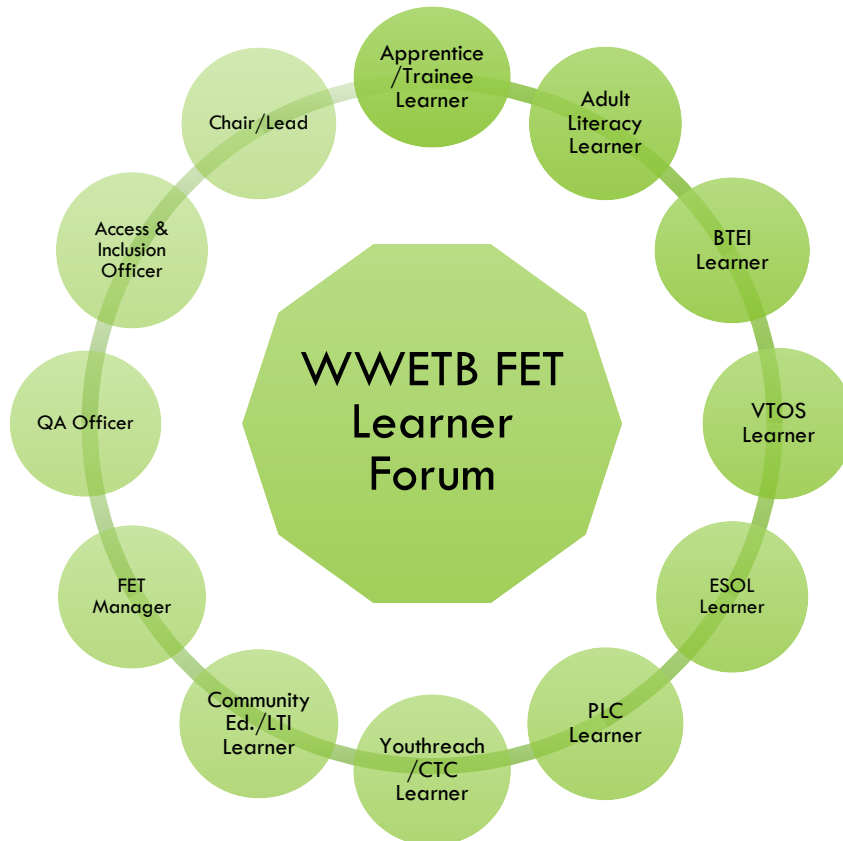 WWETB FET
Learner
Forum
Apprentice
/Trainee
Learner
Adult
Literacy
Learner
BTEI
Learner
VTOS
Learner
ESOL
Learner
PLC
Learner
Youthreach
/CTC
Learner
Community
Ed./LTI
Learner
FET
Manager
QA Officer
Access &
Inclusion
Officer
Chair/Lead